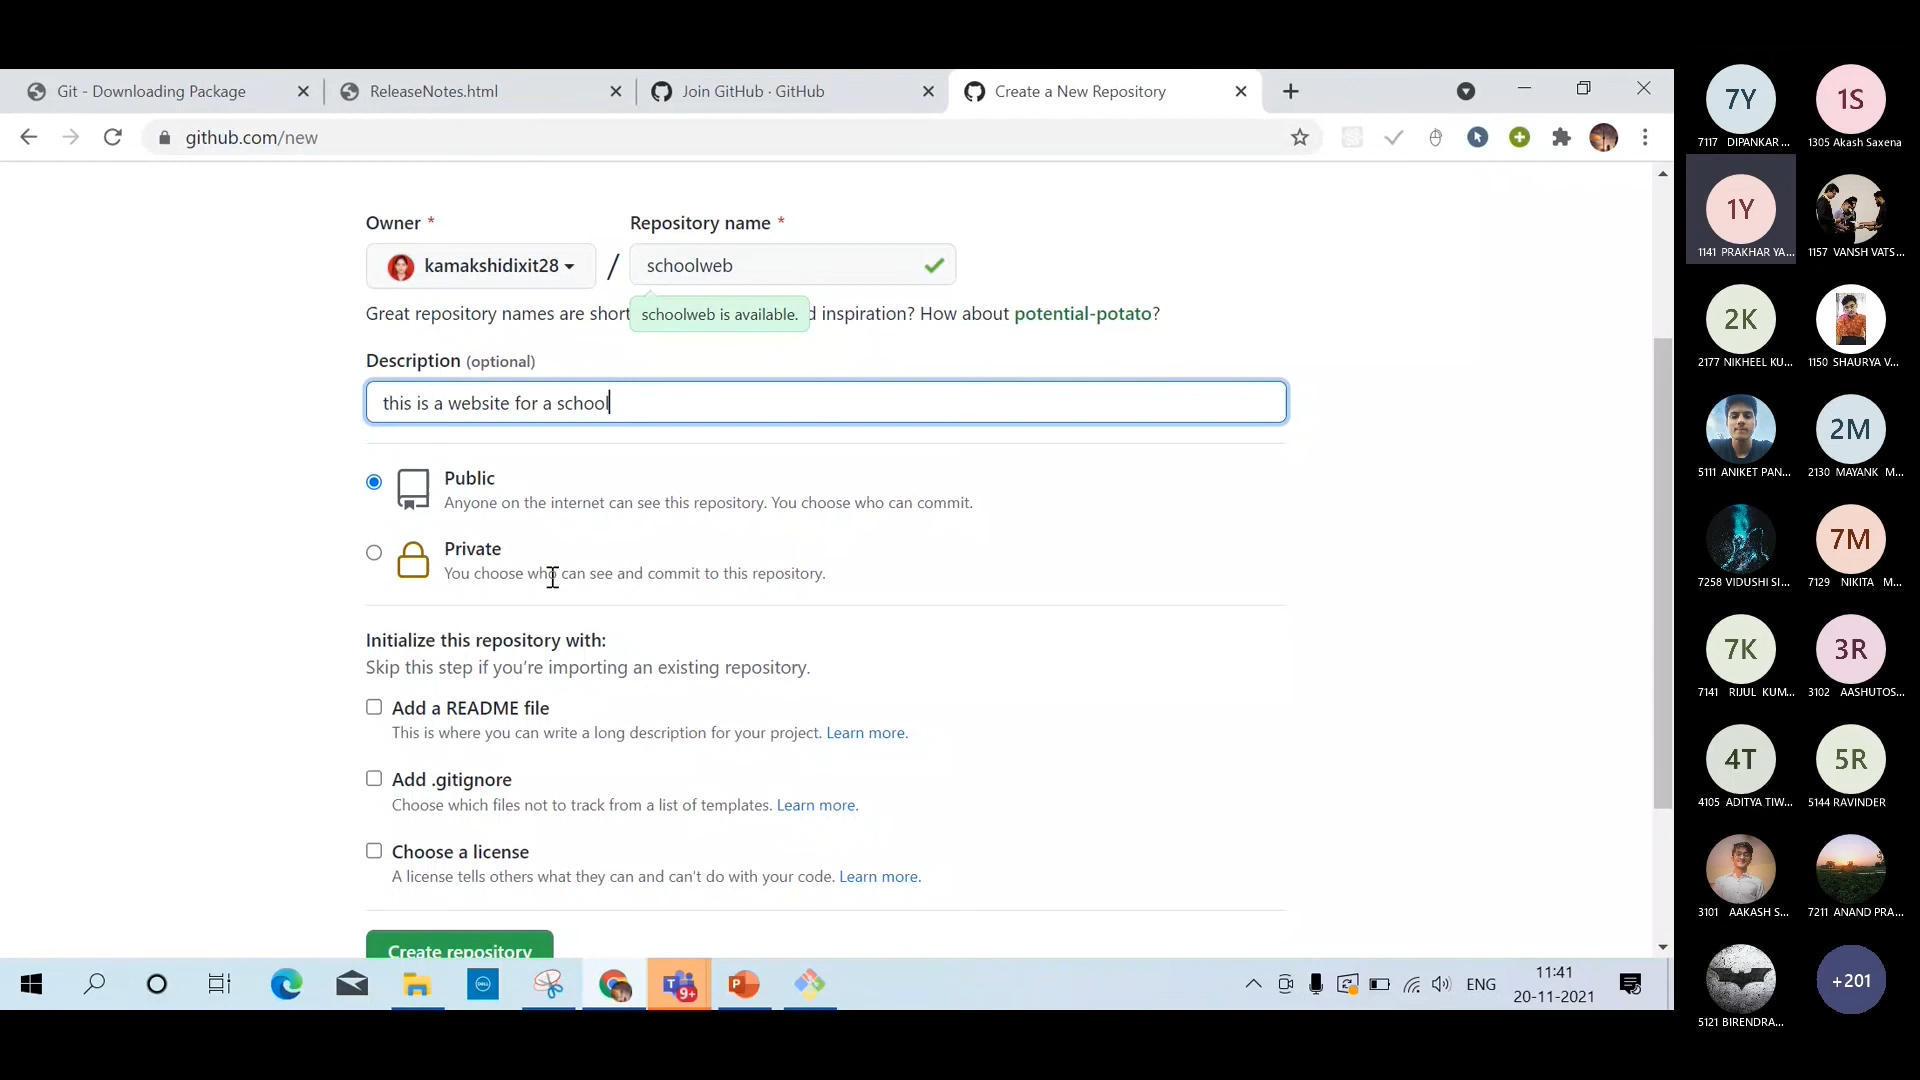 Git - Downloading Package
ReleaseNotes.html
Join GitHub · GitHub
Create a New Repository
github.com/new
Owner *
Repository name *
kamakshidixit28 / schoolweb
Great repository names are short
schoolweb is available.
d inspiration? How about potential-potato?
Description (optional)
this is a website for a school
Public
Anyone on the internet can see this repository. You choose who can commit.
Private
You choose who can see and commit to this repository.
Initialize this repository with:
Skip this step if you're importing an existing repository.
Add a README file
This is where you can write a long description for your project. Learn more.
Add .gitignore
Choose which files not to track from a list of templates. Learn more.
Choose a license
A license tells others what they can and can't do with your code. Learn more.
Create repository
DELL
T
9+
P
ENG
11:41
20-11-2021
7Y
7117 DIPANKAR ...
1S
1305 Akash Saxena
1Y
1141 PRAKHAR YA...
1157 VANSH VATS...
2K
2177 NIKHEEL KU...
1150 SHAURYA V...
5111 ANIKET PAN...
2M
2130 MAYANK M...
7258 VIDUSHI SI...
7M
7129 NIKITA M...
7K
7141 RIJUL KUM...
3R
3102 AASHUTOS...
4T
4105 ADITYA TIW...
5R
5144 RAVINDER
3101 AAKASH S...
7211 ANAND PRA...
5121 BIRENDRA...
+201